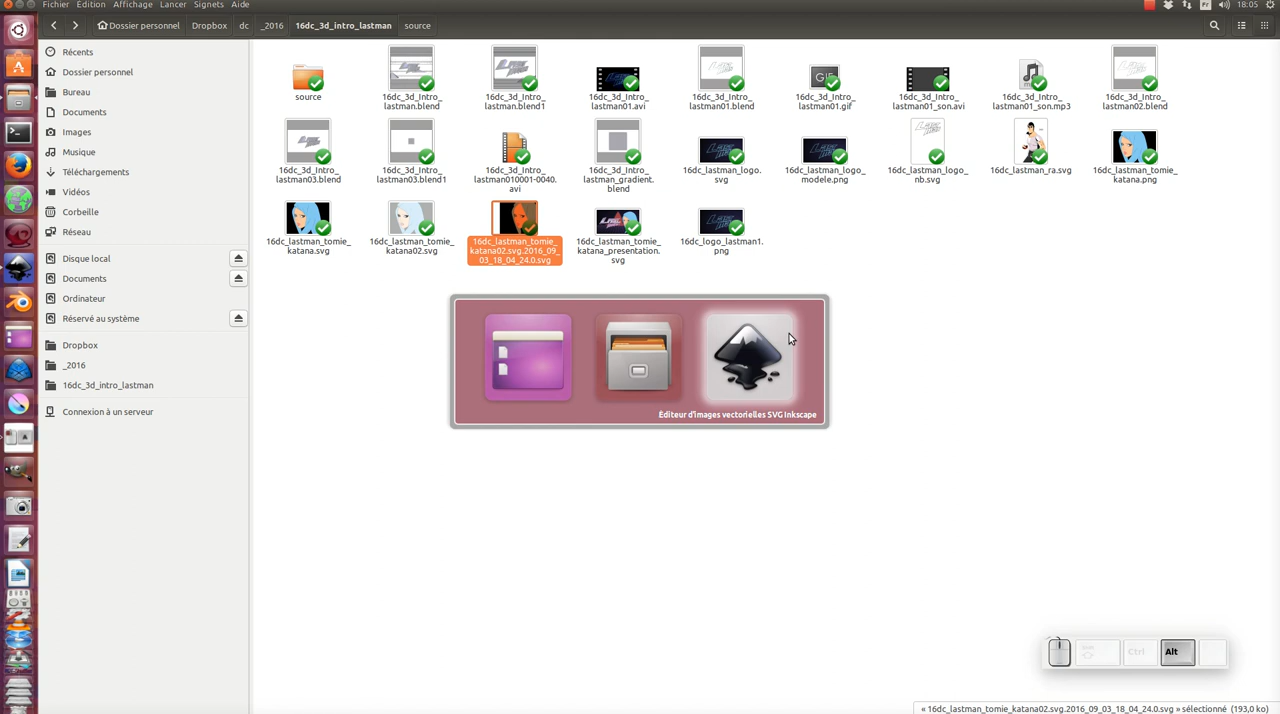 Fichier Édition Affichage Lancer Signets Aide
Fr 18:05
Dossier personnel Dropbox dc _2016 16dc_3d_intro_lastman source
Récents
Dossier personnel
Bureau
Documents
Images
Musique
Téléchargements
Vidéos
Corbeille
Réseau
Disque local
Documents
Ordinateur
Réservé au système
Dropbox
_2016
16dc_3d_intro_lastman
Connexion à un serveur
source
16dc_3d_Intro_
lastman.blend
16dc_3d_Intro_
lastman.blend1
16dc_3d_Intro_
lastman01.avi
16dc_3d_Intro_
lastman01.blend
GIF
16dc_3d_Intro_
lastman01.gif
16dc_3d_Intro_
lastman01_son.avi
16dc_3d_Intro_
lastman01_son.mp3
16dc_3d_Intro_
lastman02.blend
16dc_3d_Intro_
lastman03.blend
16dc_3d_Intro_
lastman03.blend1
16dc_3d_Intro_
lastman010001-0040.
avi
16dc_3d_Intro_
lastman_gradient.
blend
16dc_lastman_logo.
svg
16dc_lastman_logo_
modele.png
16dc_lastman_logo_
nb.svg
16dc_lastman_ra.svg
16dc_lastman_tomie_
katana.png
16dc_lastman_tomie_
katana.svg
16dc_lastman_tomie_
katana02.svg
16dc_lastman_tomie_
katana02.svg.2016_09_
03_18_04_24.0.svg
16dc_lastman_tomie_
katana_presentation.
svg
16dc_logo_lastman1.
png
Éditeur d'images vectorielles SVG Inkscape
Ctrl Alt
« 16dc_lastman_tomie_katana02.svg.2016_09_03_18_04_24.0.svg » sélectionné (193,0 ko)